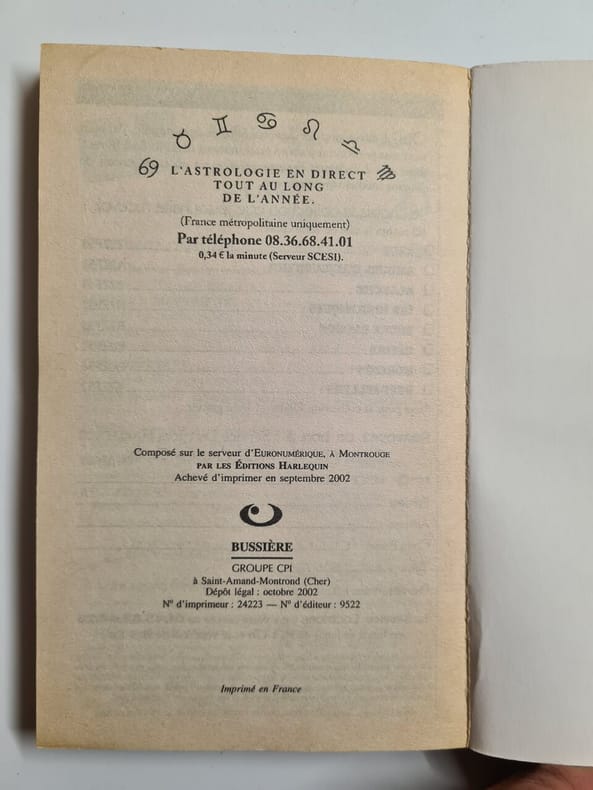 L'ASTROLOGIE EN DIRECT
TOUT AU LONG
DE L'ANNÉE.
(France métropolitaine uniquement)
Par téléphone 08.36.68.41.01
0,34 € la minute (Serveur SCESI).
Composé sur le serveur d'EURONUMÉRIQUE, À MONTROUGE
PAR LES ÉDITIONS HARLEQUIN
Achevé d'imprimer en septembre 2002
BUSSIÈRE
GROUPE CPI
à Saint-Amand-Montrond (Cher)
Dépôt légal : octobre 2002
N° d'imprimeur : 24223 — N° d'éditeur : 9522
Imprimé en France